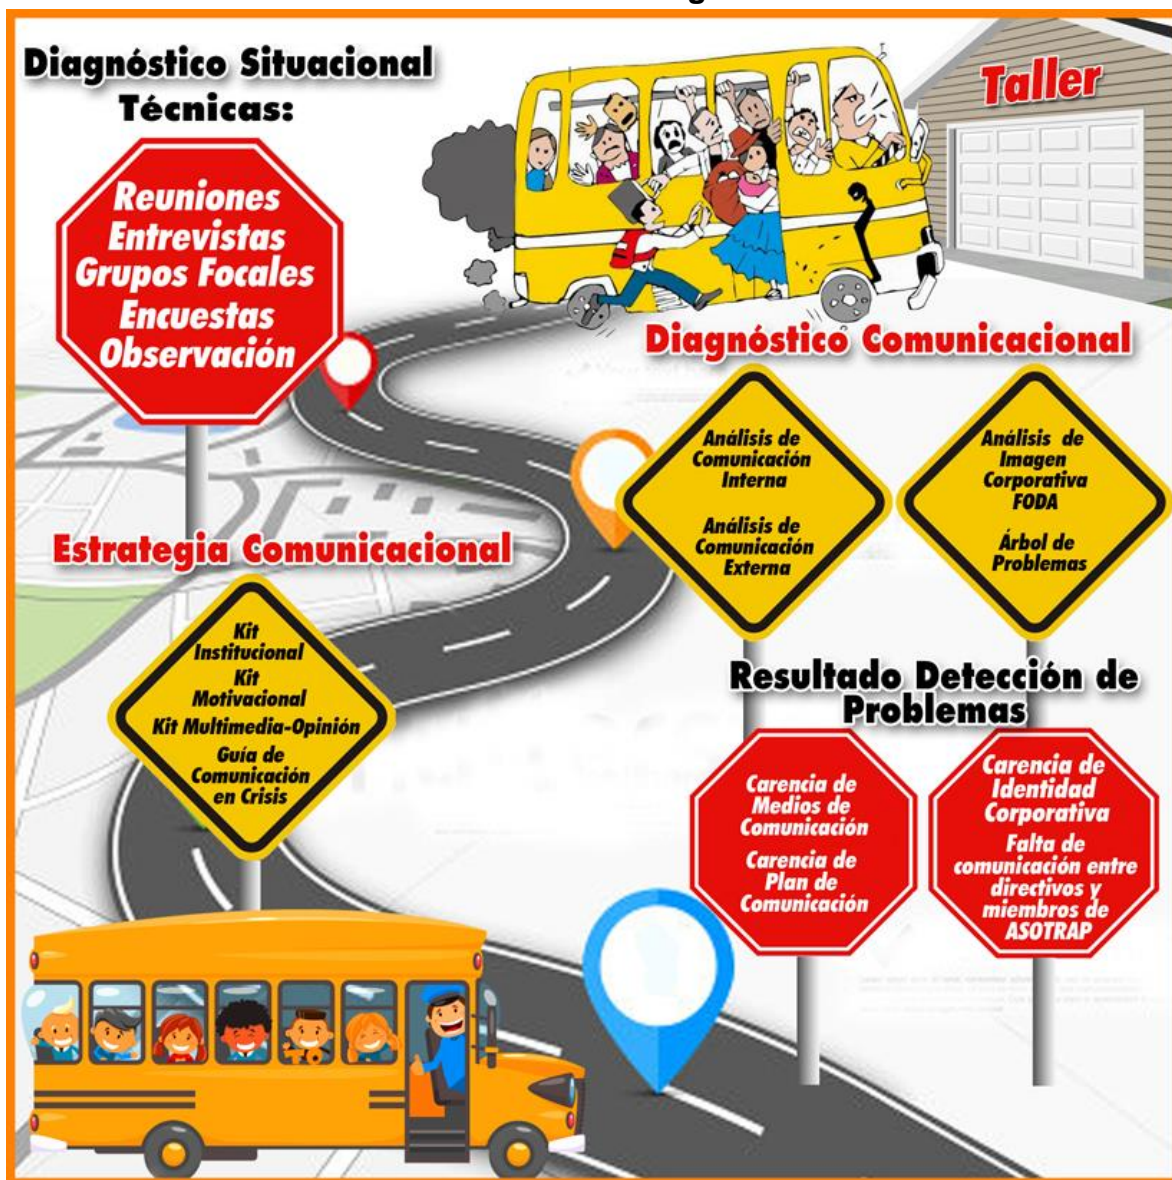 Diagnóstico Situacional
Técnicas:
Reuniones
Entrevistas
Grupos Focales
Encuestas
Observación
Taller
Diagnóstico Comunicacional
Análisis de
Comunicación
Interna
Análisis de
Comunicación
Externa
Análisis de
Imagen
Corporativa
FODA
Árbol de
Problemas
Estrategia Comunicacional
Kit
Institucional
Kit
Motivacional
Kit Multimedia-Opinión
Guía de
Comunicación
en Crisis
Resultado Detección de
Problemas
Carencia de
Medios de
Comunicación
Carencia de
Plan de
Comunicación
Carencia de
Identidad
Corporativa
Falta de
comunicación entre
directivos y
miembros de
ASOTRAP